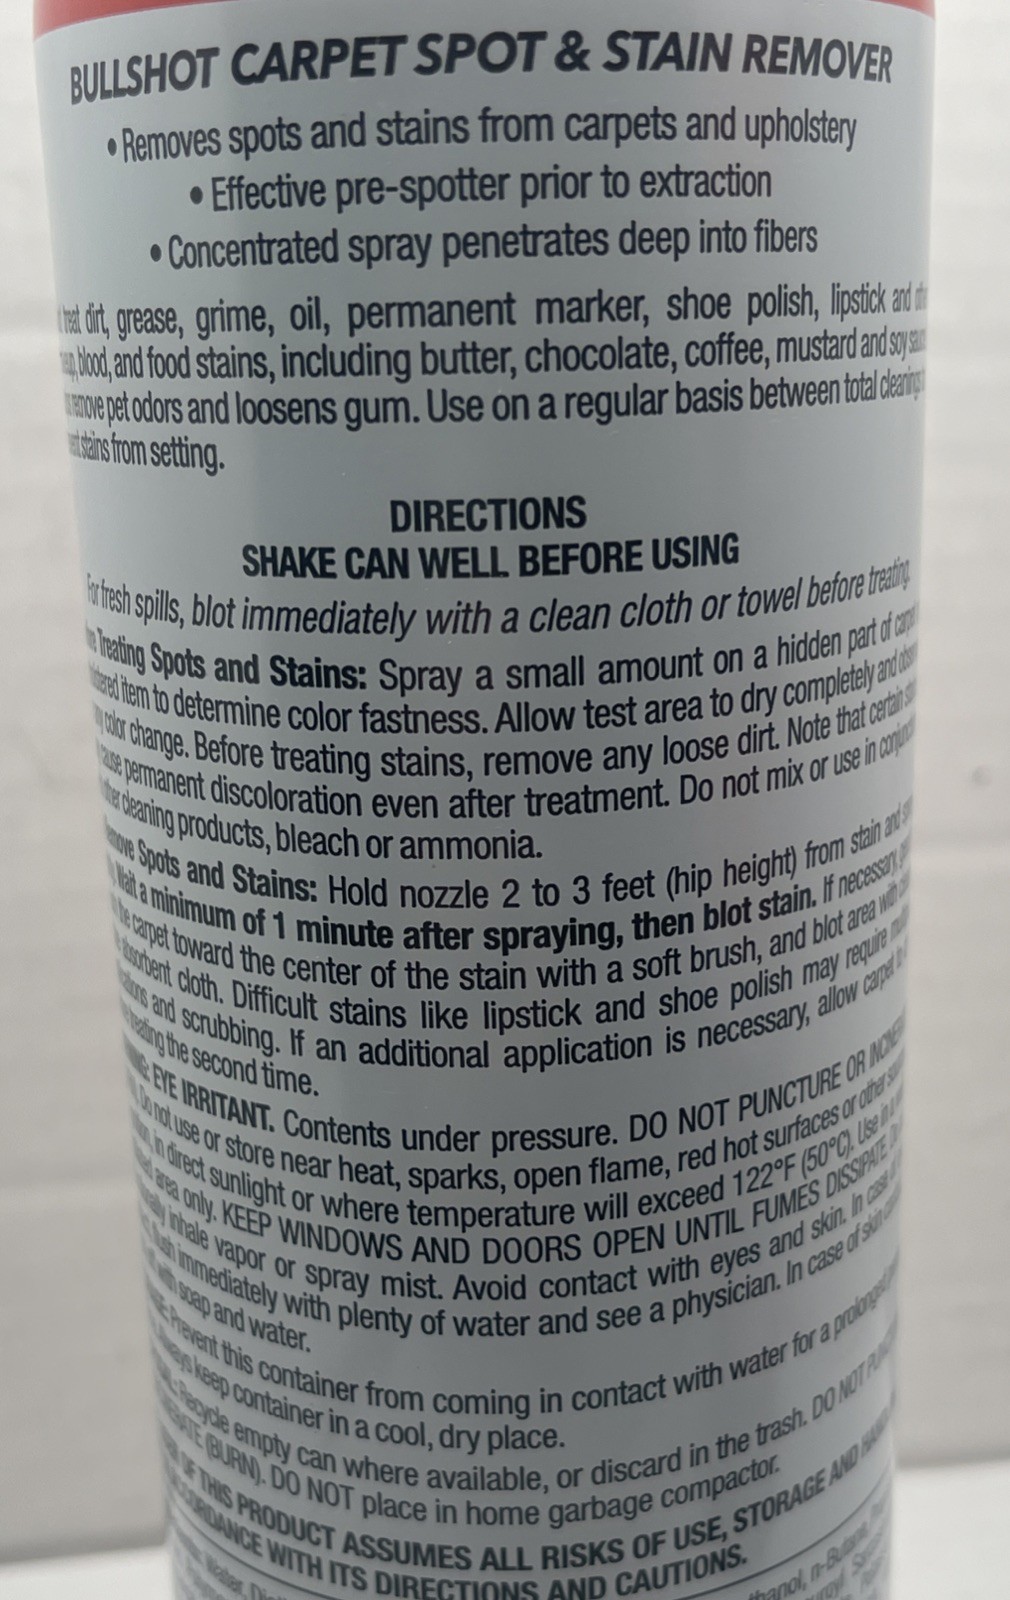 BULLSHOT CARPET SPOT & STAIN REMOVER
• Removes spots and stains from carpets and upholstery
• Effective pre-spotter prior to extraction
• Concentrated spray penetrates deep into fibers
treat dirt, grease, grime, oil, permanent marker, shoe polish, lipstick and
blood, and food stains, including butter, chocolate, coffee, mustard and soy
remove pet odors and loosens gum. Use on a regular basis between total
stains from setting.
DIRECTIONS
SHAKE CAN WELL BEFORE USING
For fresh spills, blot immediately with a clean cloth or towel before treating.
Treating Spots and Stains: Spray a small amount on a hidden part of
item to determine color fastness. Allow test area to dry completely and
color change. Before treating stains, remove any loose dirt. Note that certain
permanent discoloration even after treatment. Do not mix or use in
cleaning products, bleach or ammonia.
Spots and Stains: Hold nozzle 2 to 3 feet (hip height) from stain and
Wait a minimum of 1 minute after spraying, then blot stain. If necessary,
carpet toward the center of the stain with a soft brush, and blot area with
absorbent cloth. Difficult stains like lipstick and shoe polish may require
and scrubbing. If an additional application is necessary, allow carpet to
treating the second time.
EYE IRRITANT. Contents under pressure. DO NOT PUNCTURE OR
Do not use or store near heat, sparks, open flame, red hot surfaces or other
in direct sunlight or where temperature will exceed 122°F (50°C). Use in
area only. KEEP WINDOWS AND DOORS OPEN UNTIL FUMES DISSIPATE.
inhale vapor or spray mist. Avoid contact with eyes and skin. In case
flush immediately with plenty of water and see a physician. In case of skin
with soap and water.
Prevent this container from coming in contact with water for a prolonged
keep container in a cool, dry place.
Recycle empty can where available, or discard in the trash. DO NOT
(BURN). DO NOT place in home garbage compactor.
OF THIS PRODUCT ASSUMES ALL RISKS OF USE, STORAGE AND
ACCORDANCE WITH ITS DIRECTIONS AND CAUTIONS.
Water,
n-Butane,